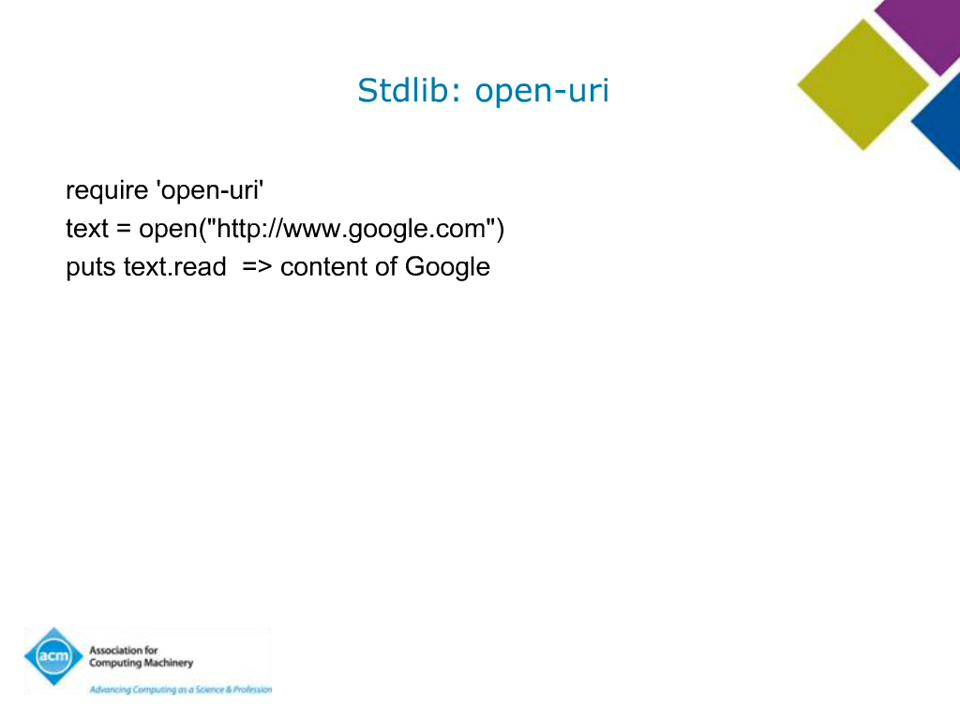 Stdlib: open-uri
require 'open-uri'
text = open("http://www.google.com")
puts text.read  => content of Google
acm
Association for
Computing Machinery
Advancing Computing as a Science & Profession